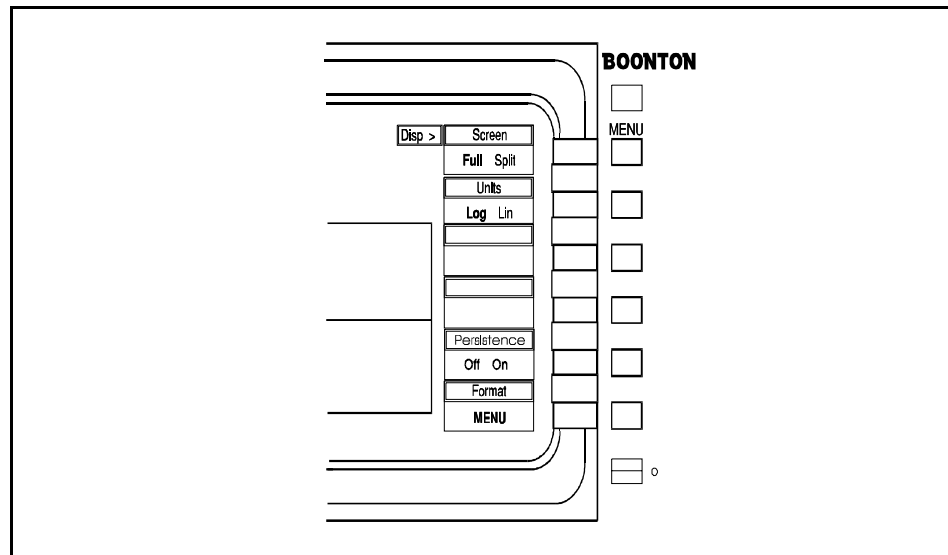 BOONTON
MENU
Disp > Screen
Full Split
Units
Log Lin
Persistence
Off On
Format
MENU
O